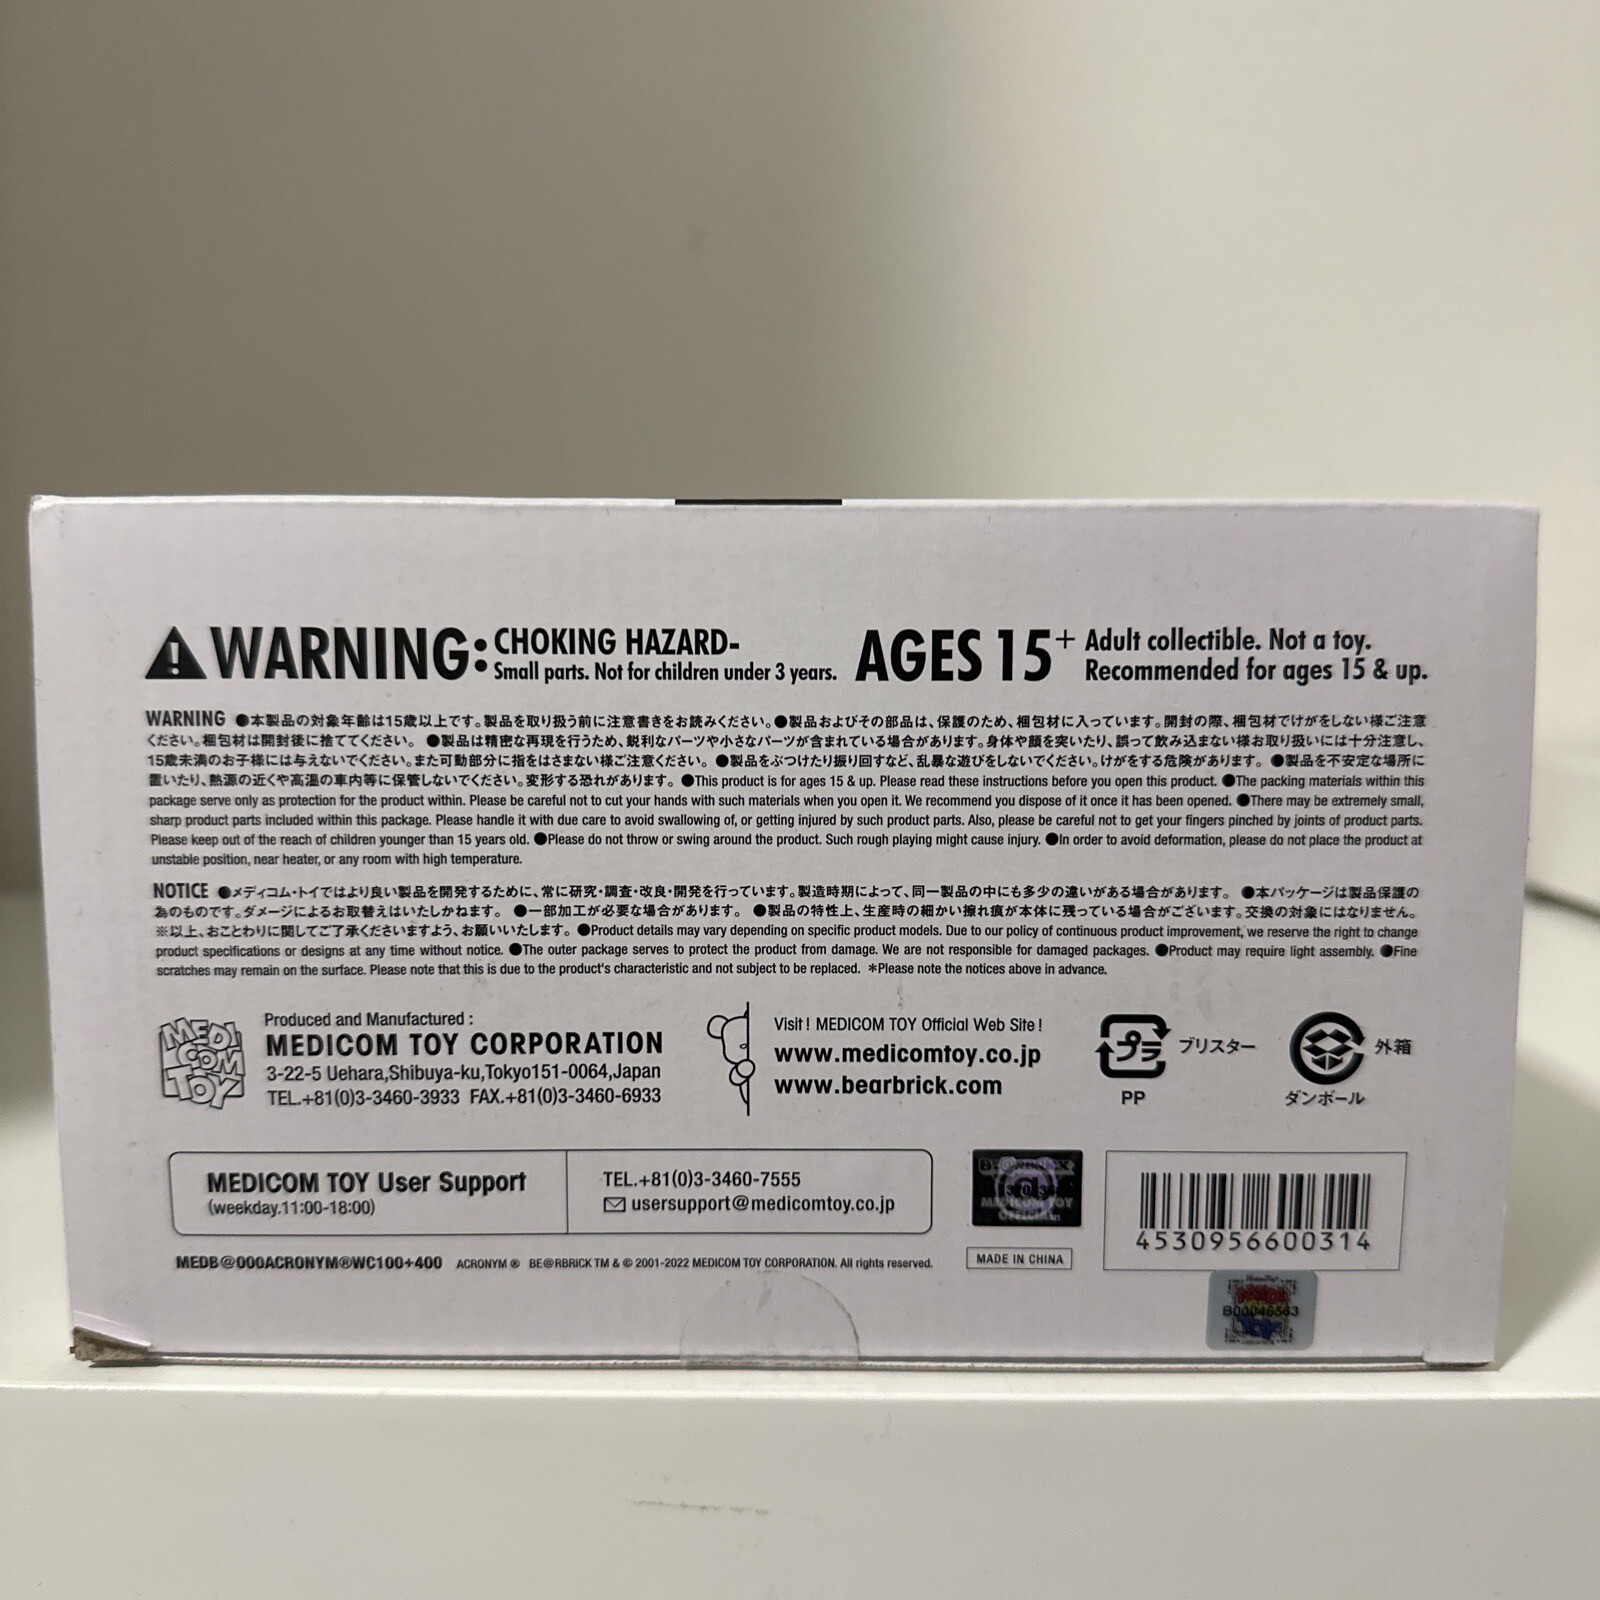 WARNING: CHOKING HAZARD-
Small parts. Not for children under 3 years.
AGES 15+ Adult collectible. Not a toy.
Recommended for ages 15 & up.
WARNING ●本製品の対象年齢は15歳以上です。製品を取り扱う前に注意書きをお読みください。●製品およびその部品は、保護のため、梱包材に入っています。開封の際、梱包材でけがをしない様ご注意
ください。梱包材は開封後に捨ててください。 ●製品は精密な再現を行うため、鋭利なパーツや小さなパーツが含まれている場合があります。身体や顔を突いたり、誤って飲み込まない様お取り扱いには十分注意し、
15歳未満のお子様には与えないでください。また可動部分に指をはさまない様ご注意ください。 ●製品をぶつけたり振り回すなど、乱暴な遊びをしないでください。けがをする危険があります。 ●製品を不安定な場所に
置いたり、熱源の近くや高温の車内等に保管しないでください。変形する恐れがあります。 ●This product is for ages 15 & up. Please read these instructions before you open this product. ●The packing materials within this
package serve only as protection for the product within. Please be careful not to cut your hands with such materials when you open it. We recommend you dispose of it once it has been opened. ●There may be extremely small,
sharp product parts included within this package. Please handle it with due care to avoid swallowing of, or getting injured by such product parts. Also, please be careful not to get your fingers pinched by joints of product parts.
Please keep out of the reach of children younger than 15 years old. ●Please do not throw or swing around the product. Such rough playing might cause injury. ●In order to avoid deformation, please do not place the product at
unstable position, near heater, or any room with high temperature.
NOTICE ●メディコム・トイではより良い製品を開発するために、常に研究・調査・改良・開発を行っています。製造時期によって、同一製品の中にも多少の違いがある場合があります。 ●本パッケージは製品保護の
為のものです。ダメージによるお取替えはいたしかねます。 ●一部加工が必要な場合があります。 ●製品の特性上、生産時の細かい擦れ痕が本体に残っている場合がございます。交換の対象にはなりません。
※以上、おことわりに関してご了承くださいますよう、お願いいたします。 ●Product details may vary depending on specific product models. Due to our policy of continuous product improvement, we reserve the right to change
product specifications or designs at any time without notice. ●The outer package serves to protect the product from damage. We are not responsible for damaged packages. ●Product may require light assembly. ●Fine
scratches may remain on the surface. Please note that this is due to the product's characteristic and not subject to be replaced. *Please note the notices above in advance.
MEDI
COM
TOY
Produced and Manufactured :
MEDICOM TOY CORPORATION
3-22-5 Uehara,Shibuya-ku,Tokyo151-0064,Japan
TEL.+81(0)3-3460-3933 FAX.+81(0)3-3460-6933
Visit ! MEDICOM TOY Official Web Site !
www.medicomtoy.co.jp
www.bearbrick.com
プラ ブリスター
PP
外箱
ダンボール
MEDICOM TOY User Support
(weekday.11:00-18:00)
TEL.+81(0)3-3460-7555
usersupport@medicomtoy.co.jp
BE@RBRICK
MEDICOM TOY
OFFICIAL
4530956600314
MEDB@000ACRONYM®WC100+400 ACRONYM ® BE@RBRICK TM & © 2001-2022 MEDICOM TOY CORPORATION. All rights reserved.
MADE IN CHINA
B00046563